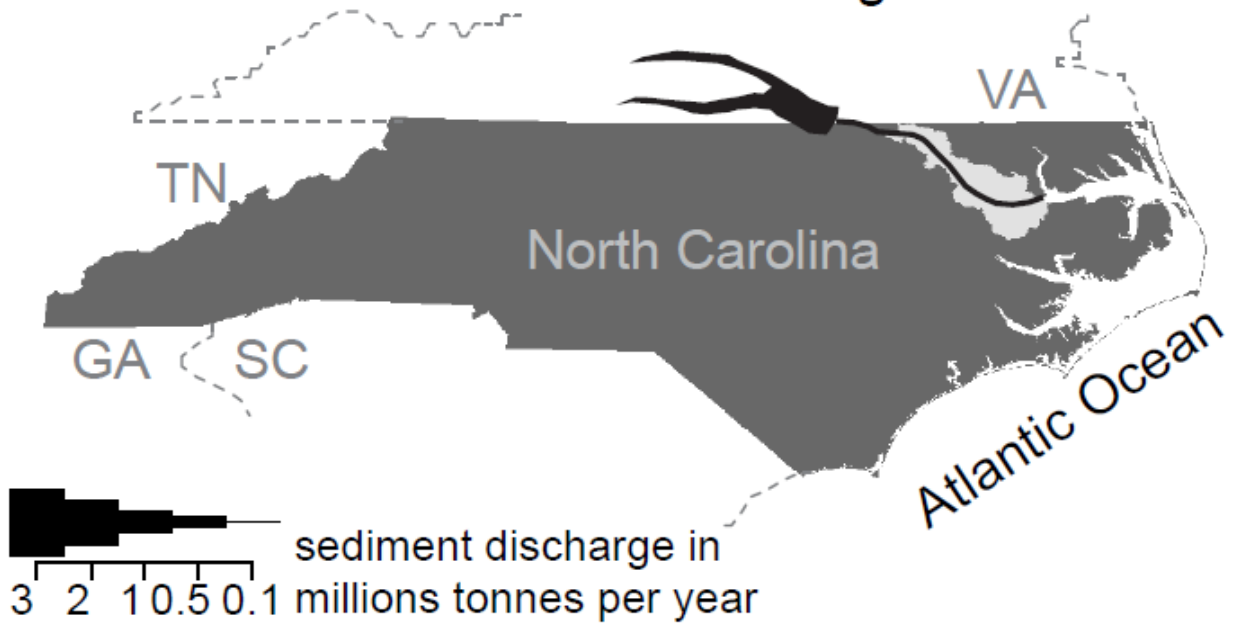 VA
TN
North Carolina
GA
SC
Atlantic Ocean
sediment discharge in
3 2 1 0.5 0.1 millions tonnes per year